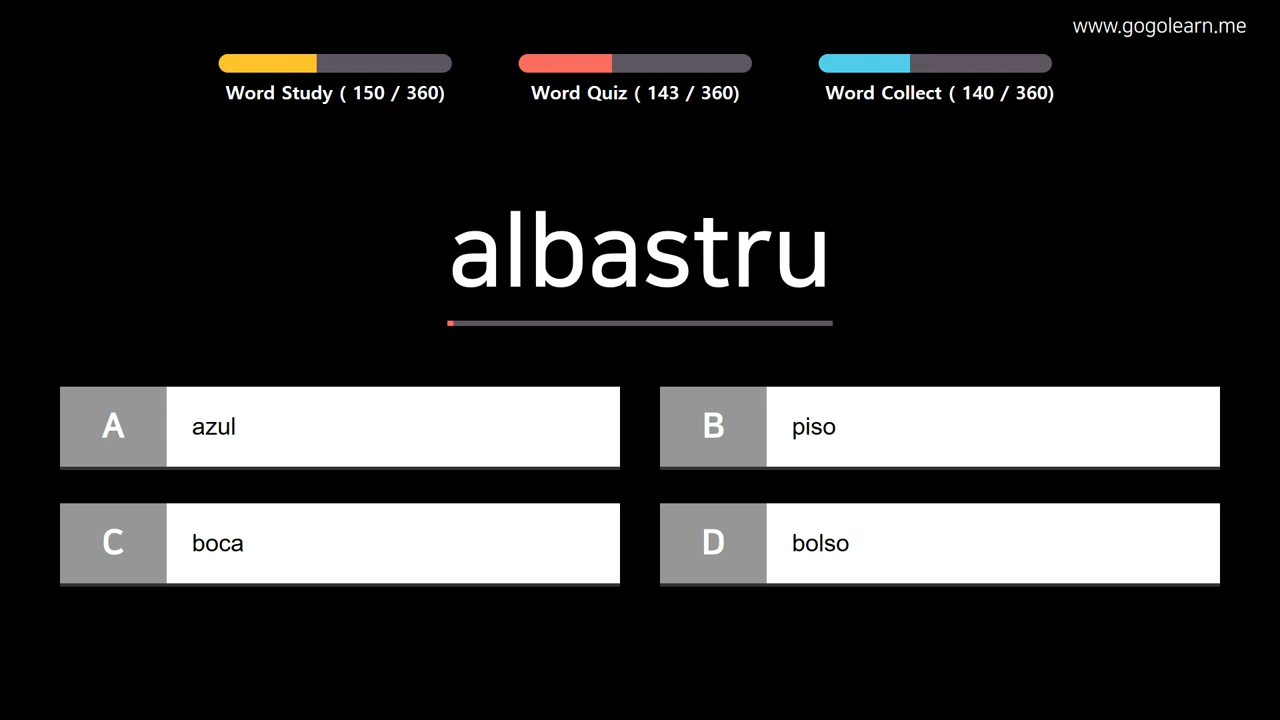 www.gogolearn.me
Word Study ( 150 / 360)
Word Quiz ( 143 / 360)
Word Collect ( 140 / 360)
albastru
A azul
B piso
C boca
D bolso